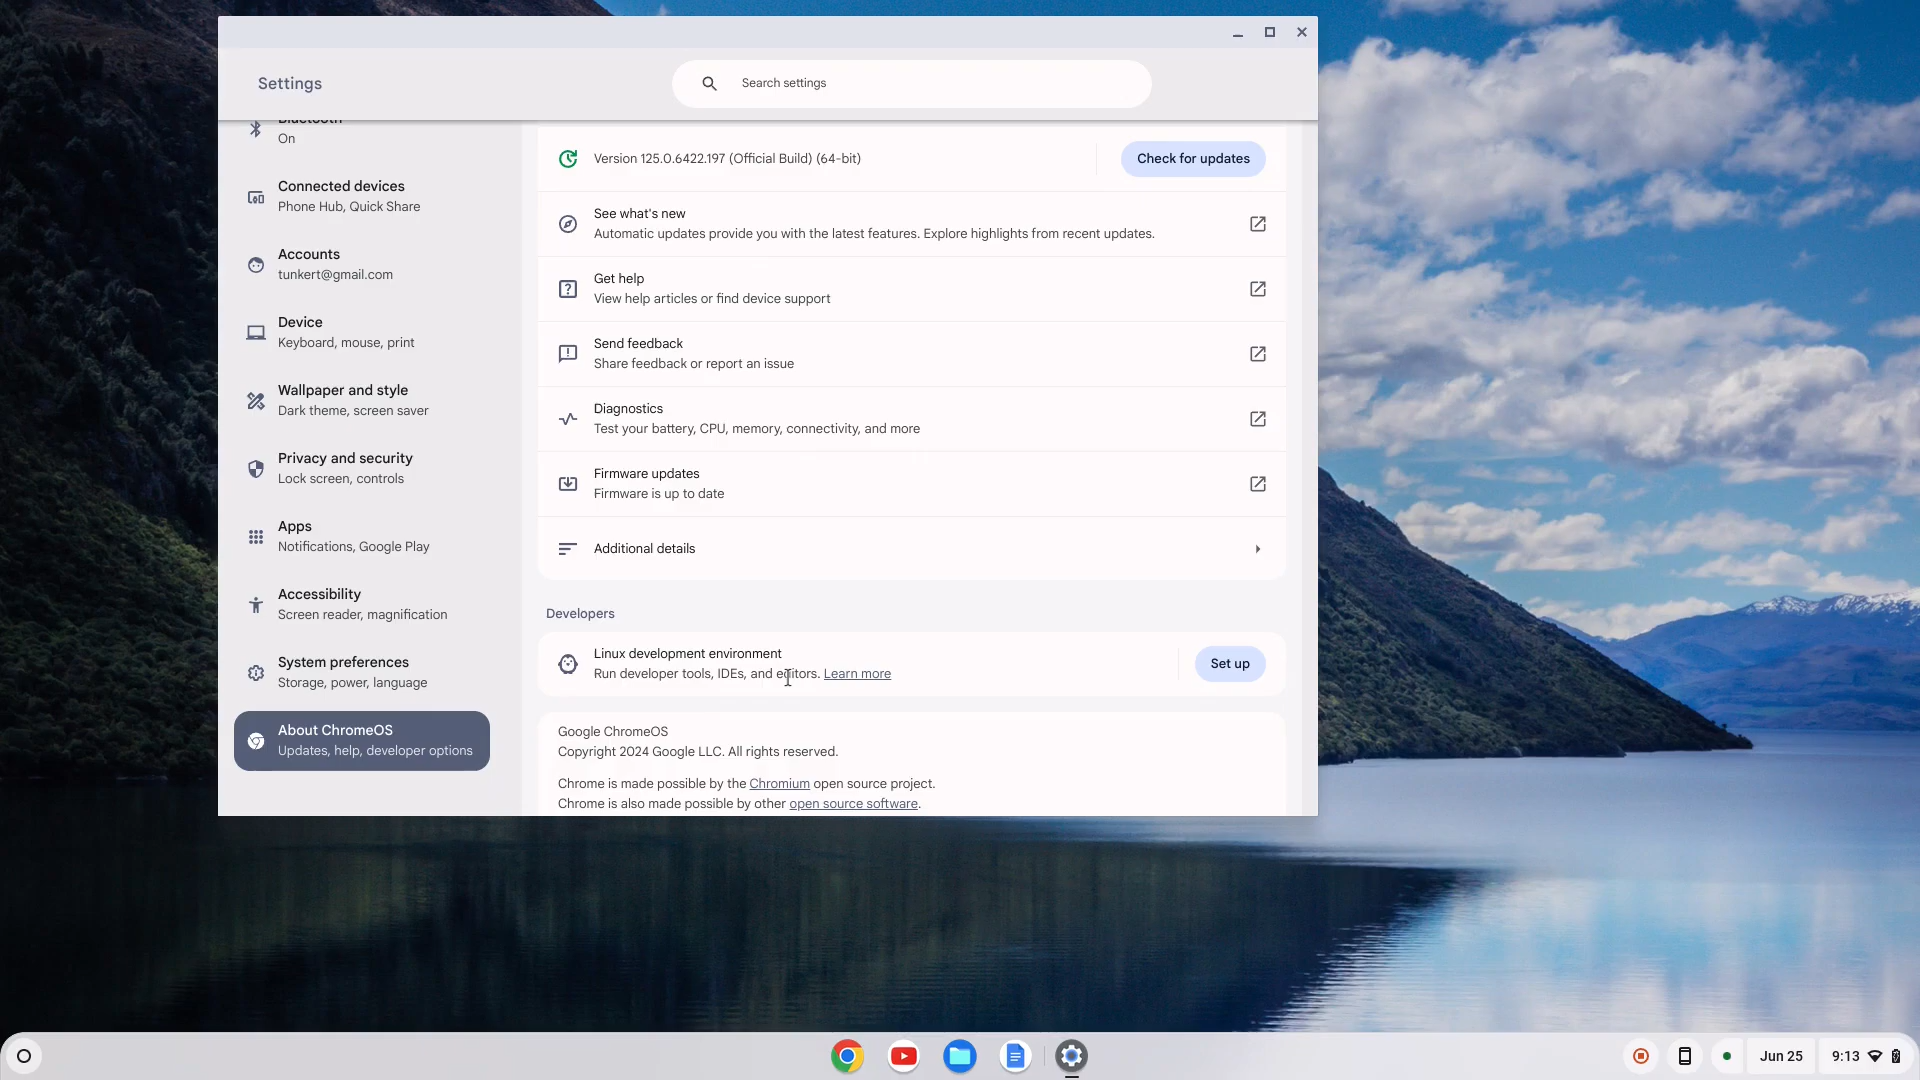 Settings
Search settings
Bluetooth
On
Connected devices
Phone Hub, Quick Share
Accounts
tunkert@gmail.com
Device
Keyboard, mouse, print
Wallpaper and style
Dark theme, screen saver
Privacy and security
Lock screen, controls
Apps
Notifications, Google Play
Accessibility
Screen reader, magnification
System preferences
Storage, power, language
About ChromeOS
Updates, help, developer options
Version 125.0.6422.197 (Official Build) (64-bit)
Check for updates
See what's new
Automatic updates provide you with the latest features. Explore highlights from recent updates.
Get help
View help articles or find device support
Send feedback
Share feedback or report an issue
Diagnostics
Test your battery, CPU, memory, connectivity, and more
Firmware updates
Firmware is up to date
Additional details
Developers
Linux development environment
Run developer tools, IDEs, and editors. Learn more
Set up
Google ChromeOS
Copyright 2024 Google LLC. All rights reserved.
Chrome is made possible by the Chromium open source project.
Chrome is also made possible by other open source software.
Jun 25
9:13